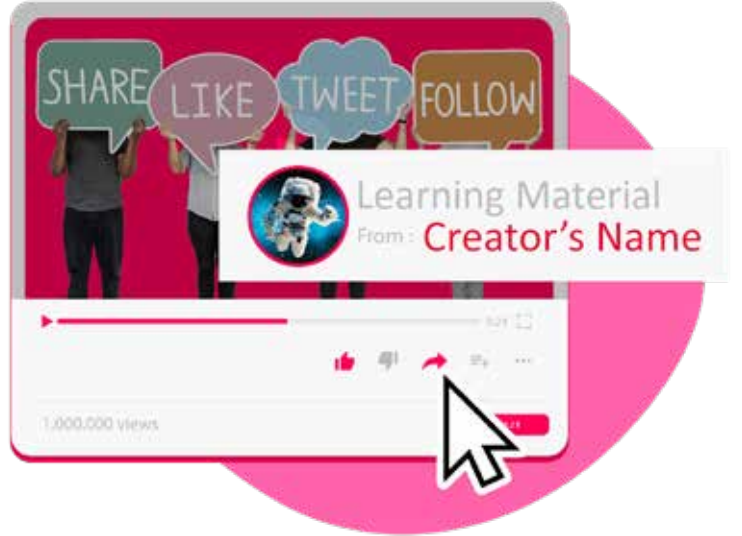 SHARE
LIKE
TWEET
FOLLOW
Learning Material
From : Creator's Name
1.000.000 views